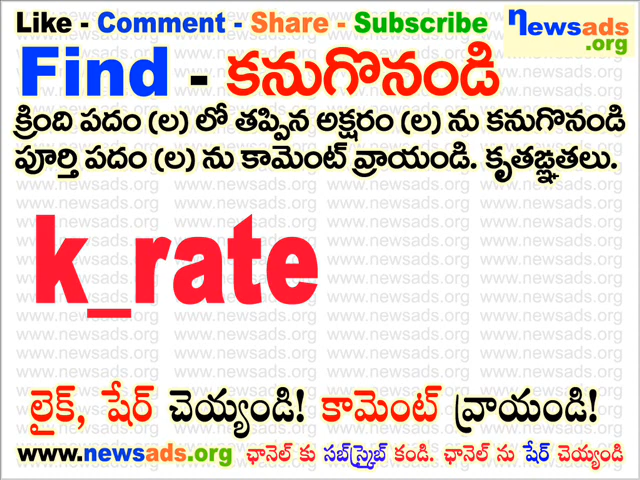 Like - Comment - Share - Subscribe
newsads
.org
Find - కనుగొనండి
క్రింది పదం (ల) లో తప్పిన అక్షరం (ల) ను కనుగొనండి
పూర్తి పదం (ల) ను కామెంట్ వ్రాయండి. కృతజ్ఞతలు.
k_rate
లైక్, షేర్ చెయ్యండి! కామెంట్ వ్రాయండి!
www.newsads.org ఛానెల్ కు సబ్‌స్క్రైబ్ కండి. ఛానెల్ ను షేర్ చెయ్యండి